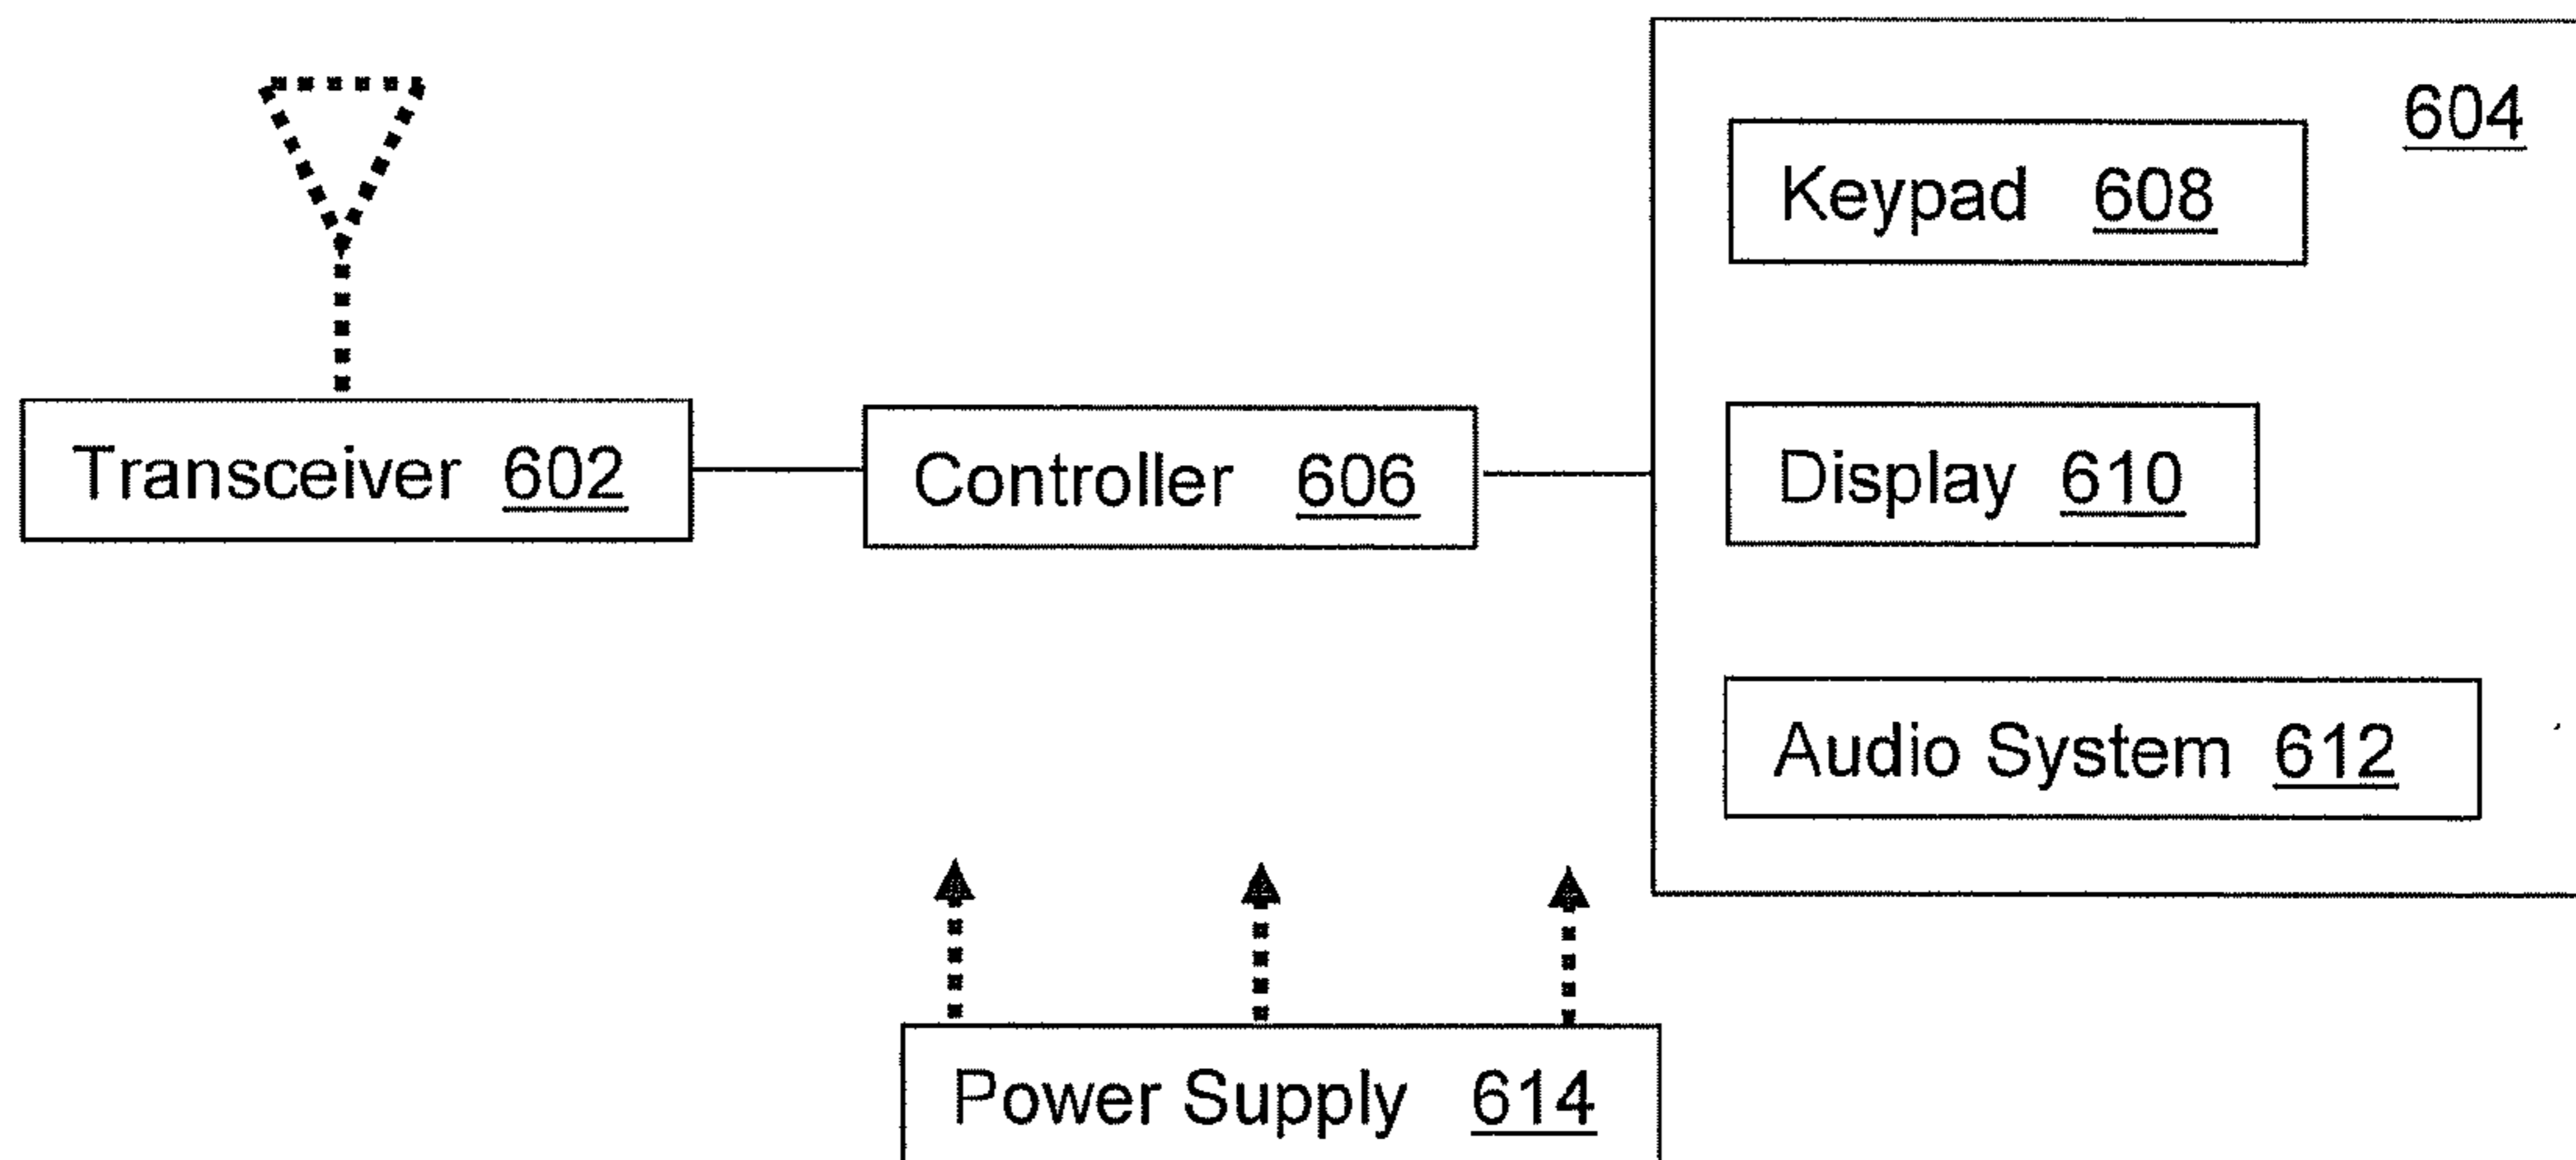 604
Keypad 608
Transceiver 602
Controller 606
Display 610
Audio System 612
Power Supply 614